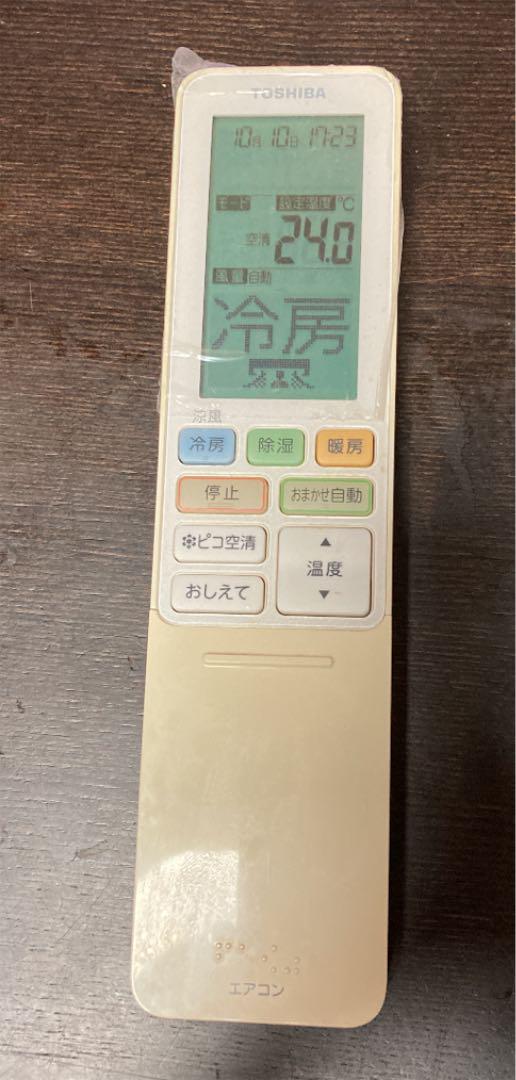 TOSHIBA
10月10日 17:23
モード 設定温度 ℃
空清 24.0
風量 自動
冷房
涼風
冷房 除湿 暖房
停止 おまかせ自動
ピコ空清
▲
温度
おしえて
▼
エアコン